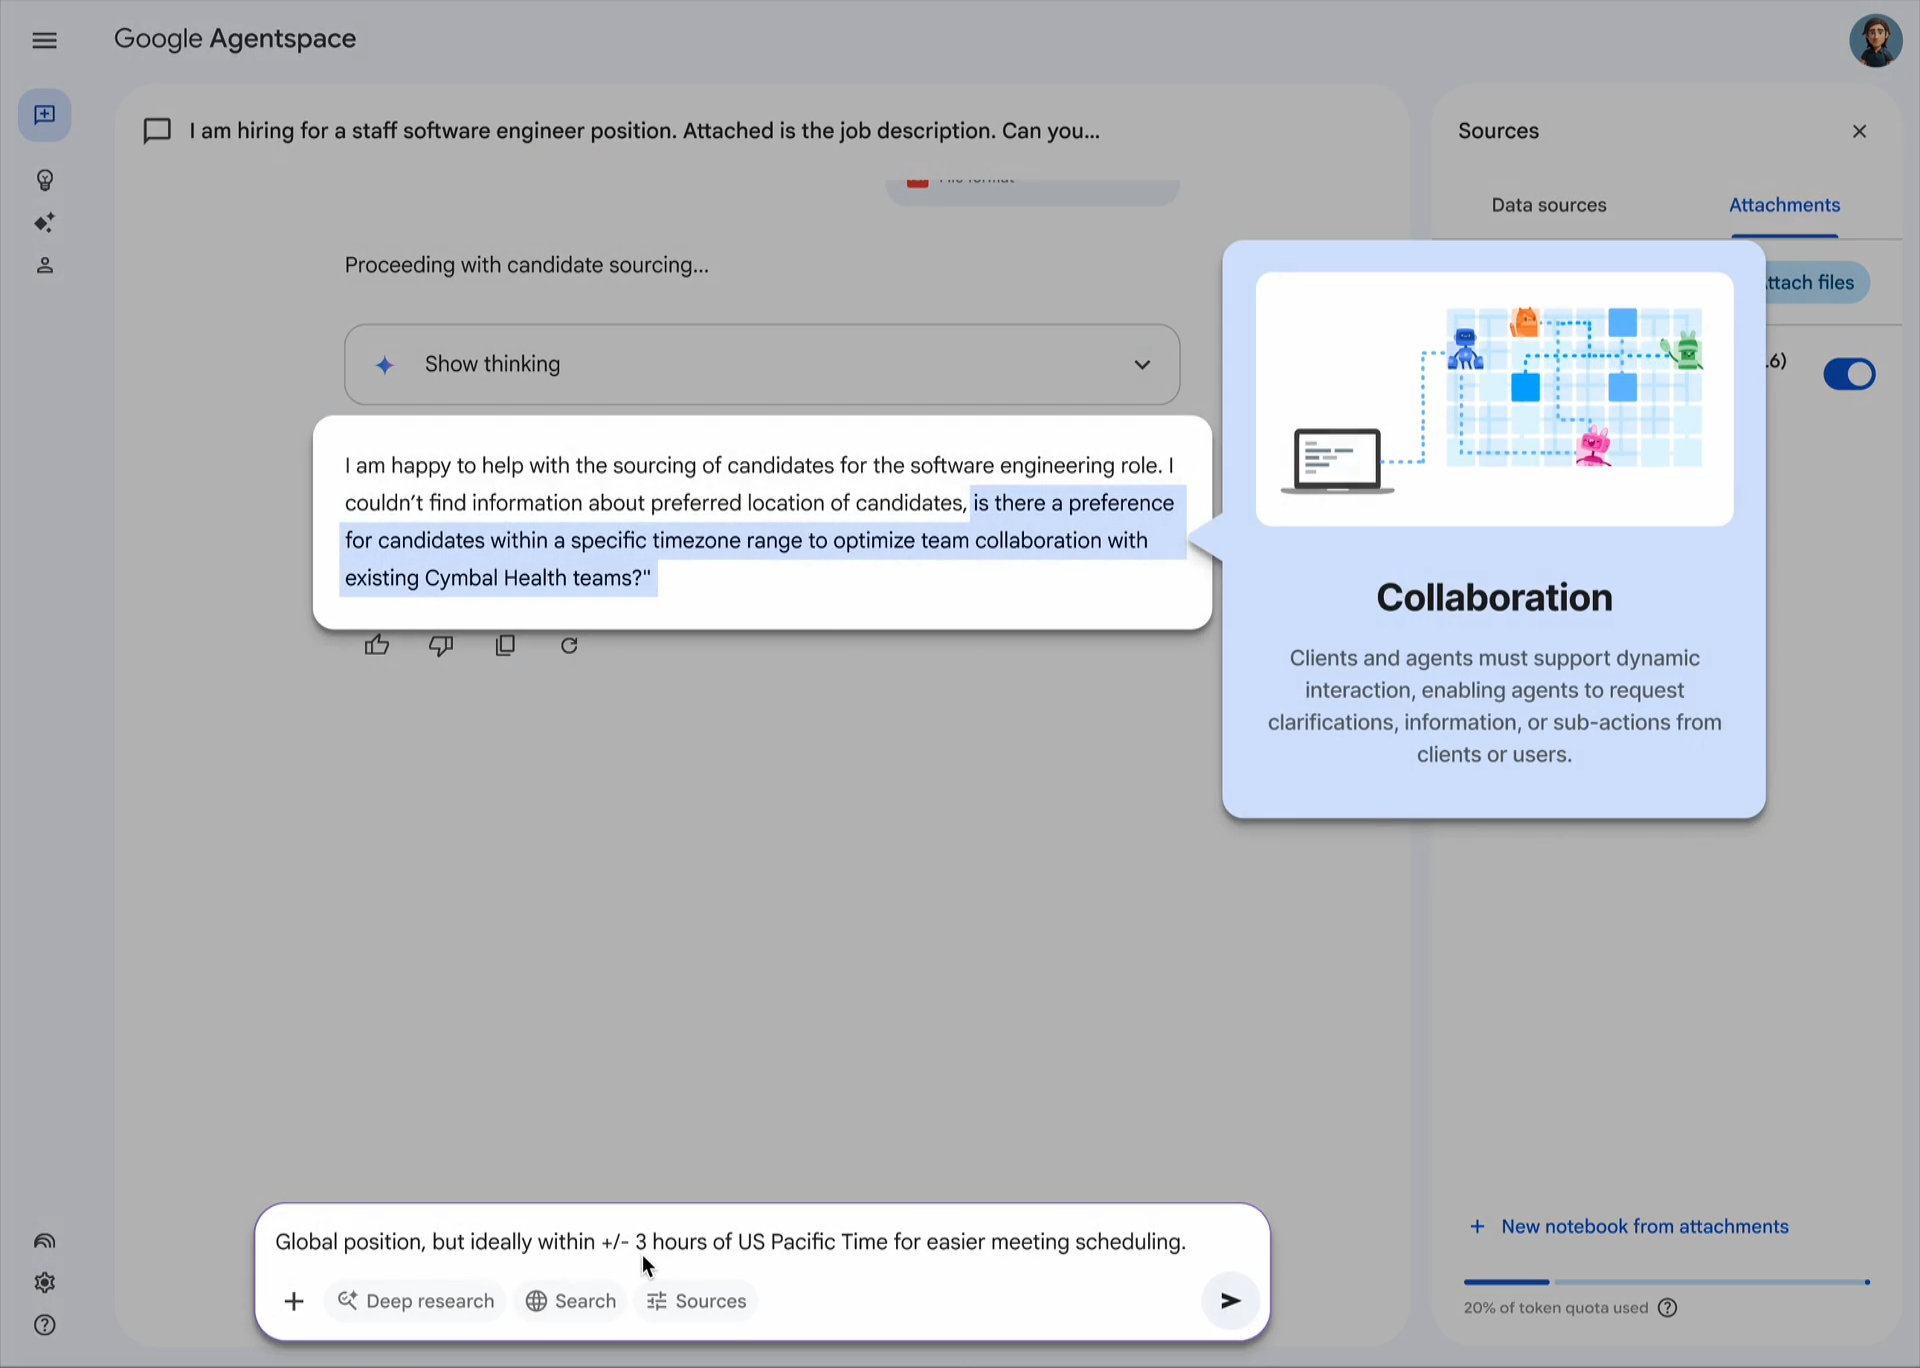 Google Agentspace
I am hiring for a staff software engineer position. Attached is the job description. Can you...
Proceeding with candidate sourcing...
Show thinking
I am happy to help with the sourcing of candidates for the software engineering role. I
couldn't find information about preferred location of candidates, is there a preference
for candidates within a specific timezone range to optimize team collaboration with
existing Cymbal Health teams?"
Global position, but ideally within +/- 3 hours of US Pacific Time for easier meeting scheduling.
Deep research
Search
Sources
Sources
Data sources
Attachments
files
Collaboration
Clients and agents must support dynamic
interaction, enabling agents to request
clarifications, information, or sub-actions from
clients or users.
New notebook from attachments
20% of token quota used